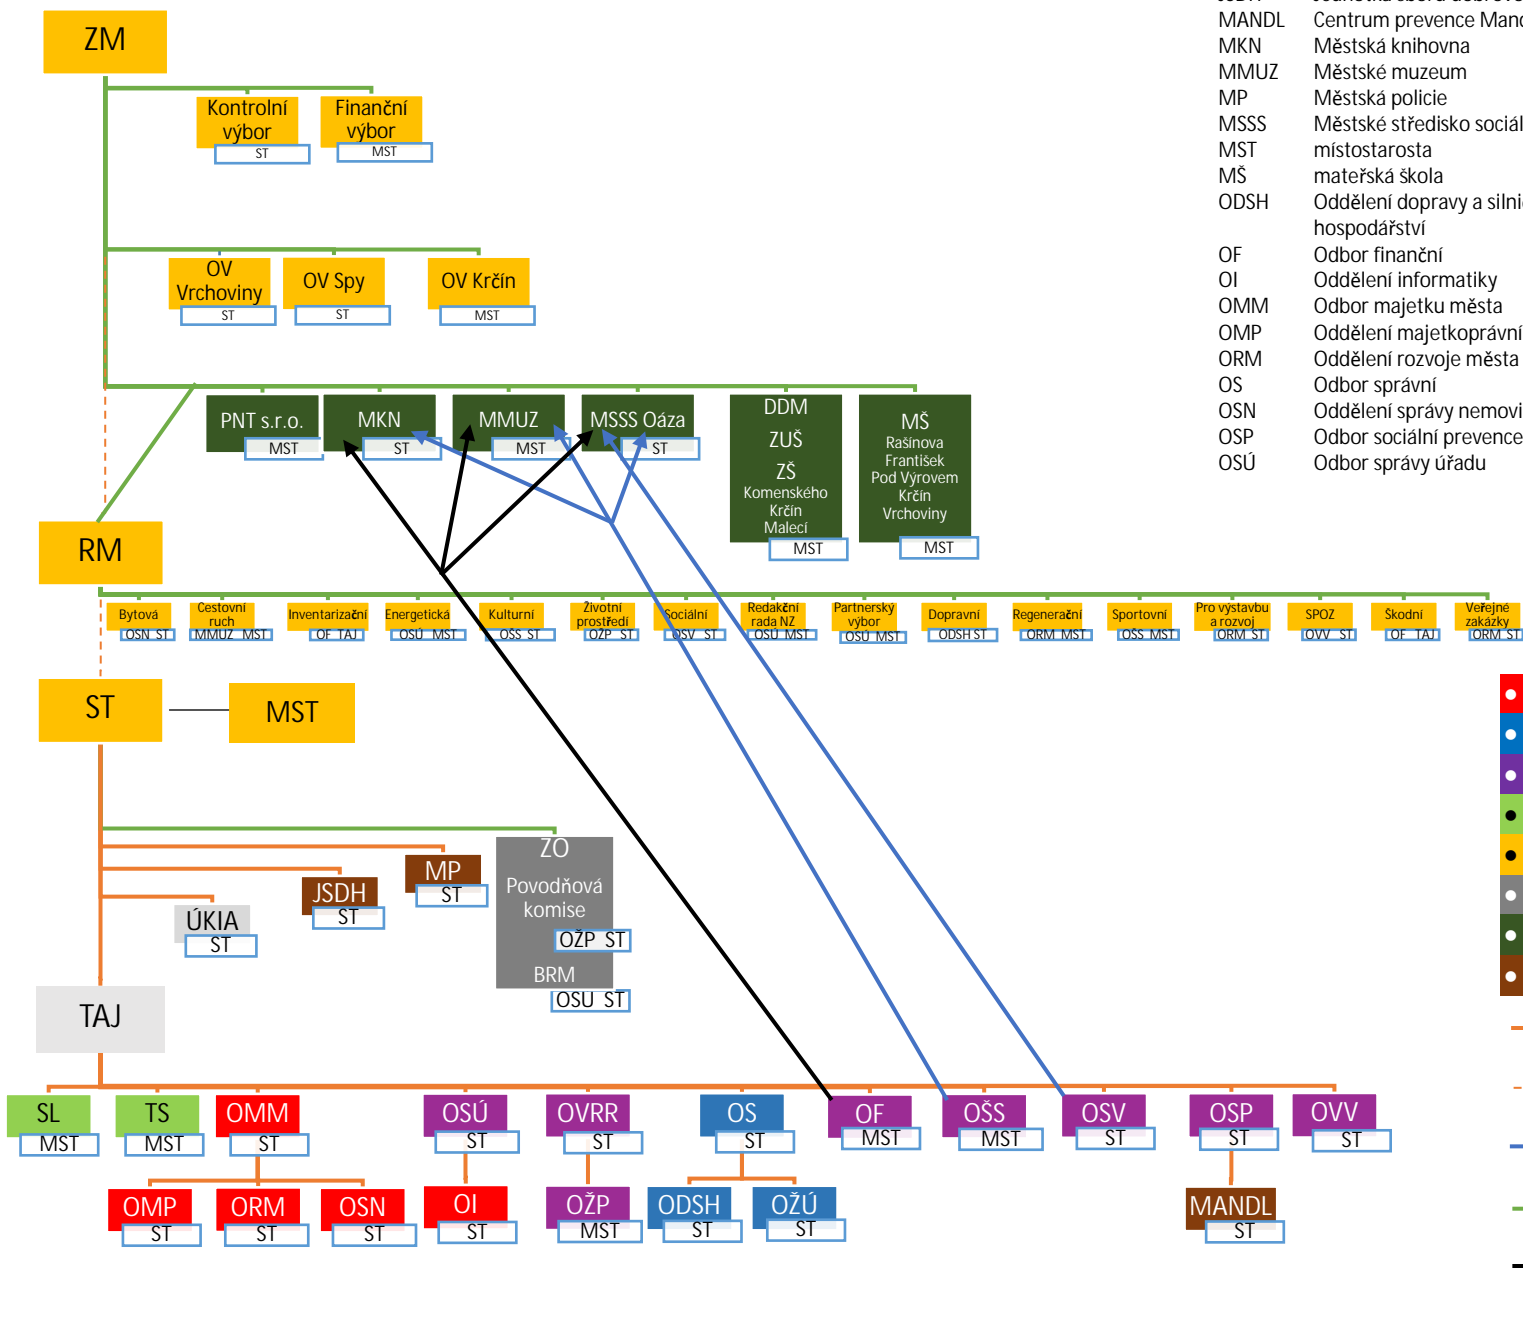 ZM
Kontrolní
výbor
ST
Finanční
výbor
MST
MANDL Centrum prevence
MKN Městská knihovna
MMUZ Městské muzeum
MP Městská policie
MSSS Městské středisko
MST místostarosta
MŠ mateřská škola
ODSH Oddělení dopravy a
hospodářství
OF Odbor finanční
OI Oddělení informatiky
OMM Odbor majetku města
OMP Oddělení majetkoprávní
ORM Oddělení rozvoje města
OS Odbor správní
OSN Oddělení správy
OSP Odbor sociální prevence
OSÚ Odbor správy úřadu
OV
Vrchoviny
ST
OV Spy
ST
OV Krčín
MST
PNT s.r.o.
MST
MKN
ST
MMUZ
MST
MSSS Oáza
ST
DDM
ZUŠ
ZŠ
Komenského
Krčín
Malecí
MST
MŠ
Rašínova
František
Pod Výrovem
Krčín
Vrchoviny
MST
RM
Bytová
OSN ST
Cestovní
ruch
MMUZ MST
Inventarizační
OF TAJ
Energetická
OSÚ MST
Kulturní
OŠS ST
Životní
prostředí
OŽP ST
Sociální
OSV ST
Redakční
rada NZ
OSÚ MST
Partnerský
výbor
OSÚ MST
Dopravní
ODSH ST
Regenerační
ORM MST
Sportovní
OŠS MST
Pro výstavbu
a rozvoj
ORM ST
SPOZ
OVV ST
Škodní
OF TAJ
Veřejné
zakázky
ORM ST
ST
MST
ZO
Povodňová
komise
OŽP ST
BRM
OSU ST
MP
ST
JSDH
ST
ÚKIA
ST
TAJ
SL
MST
TS
MST
OMM
ST
OSÚ
ST
OVRR
ST
OS
ST
OF
MST
OŠS
MST
OSV
ST
OSP
ST
OVV
ST
OMP
ST
ORM
ST
OSN
ST
OI
ST
OŽP
MST
ODSH
ST
OŽÚ
ST
MANDL
ST